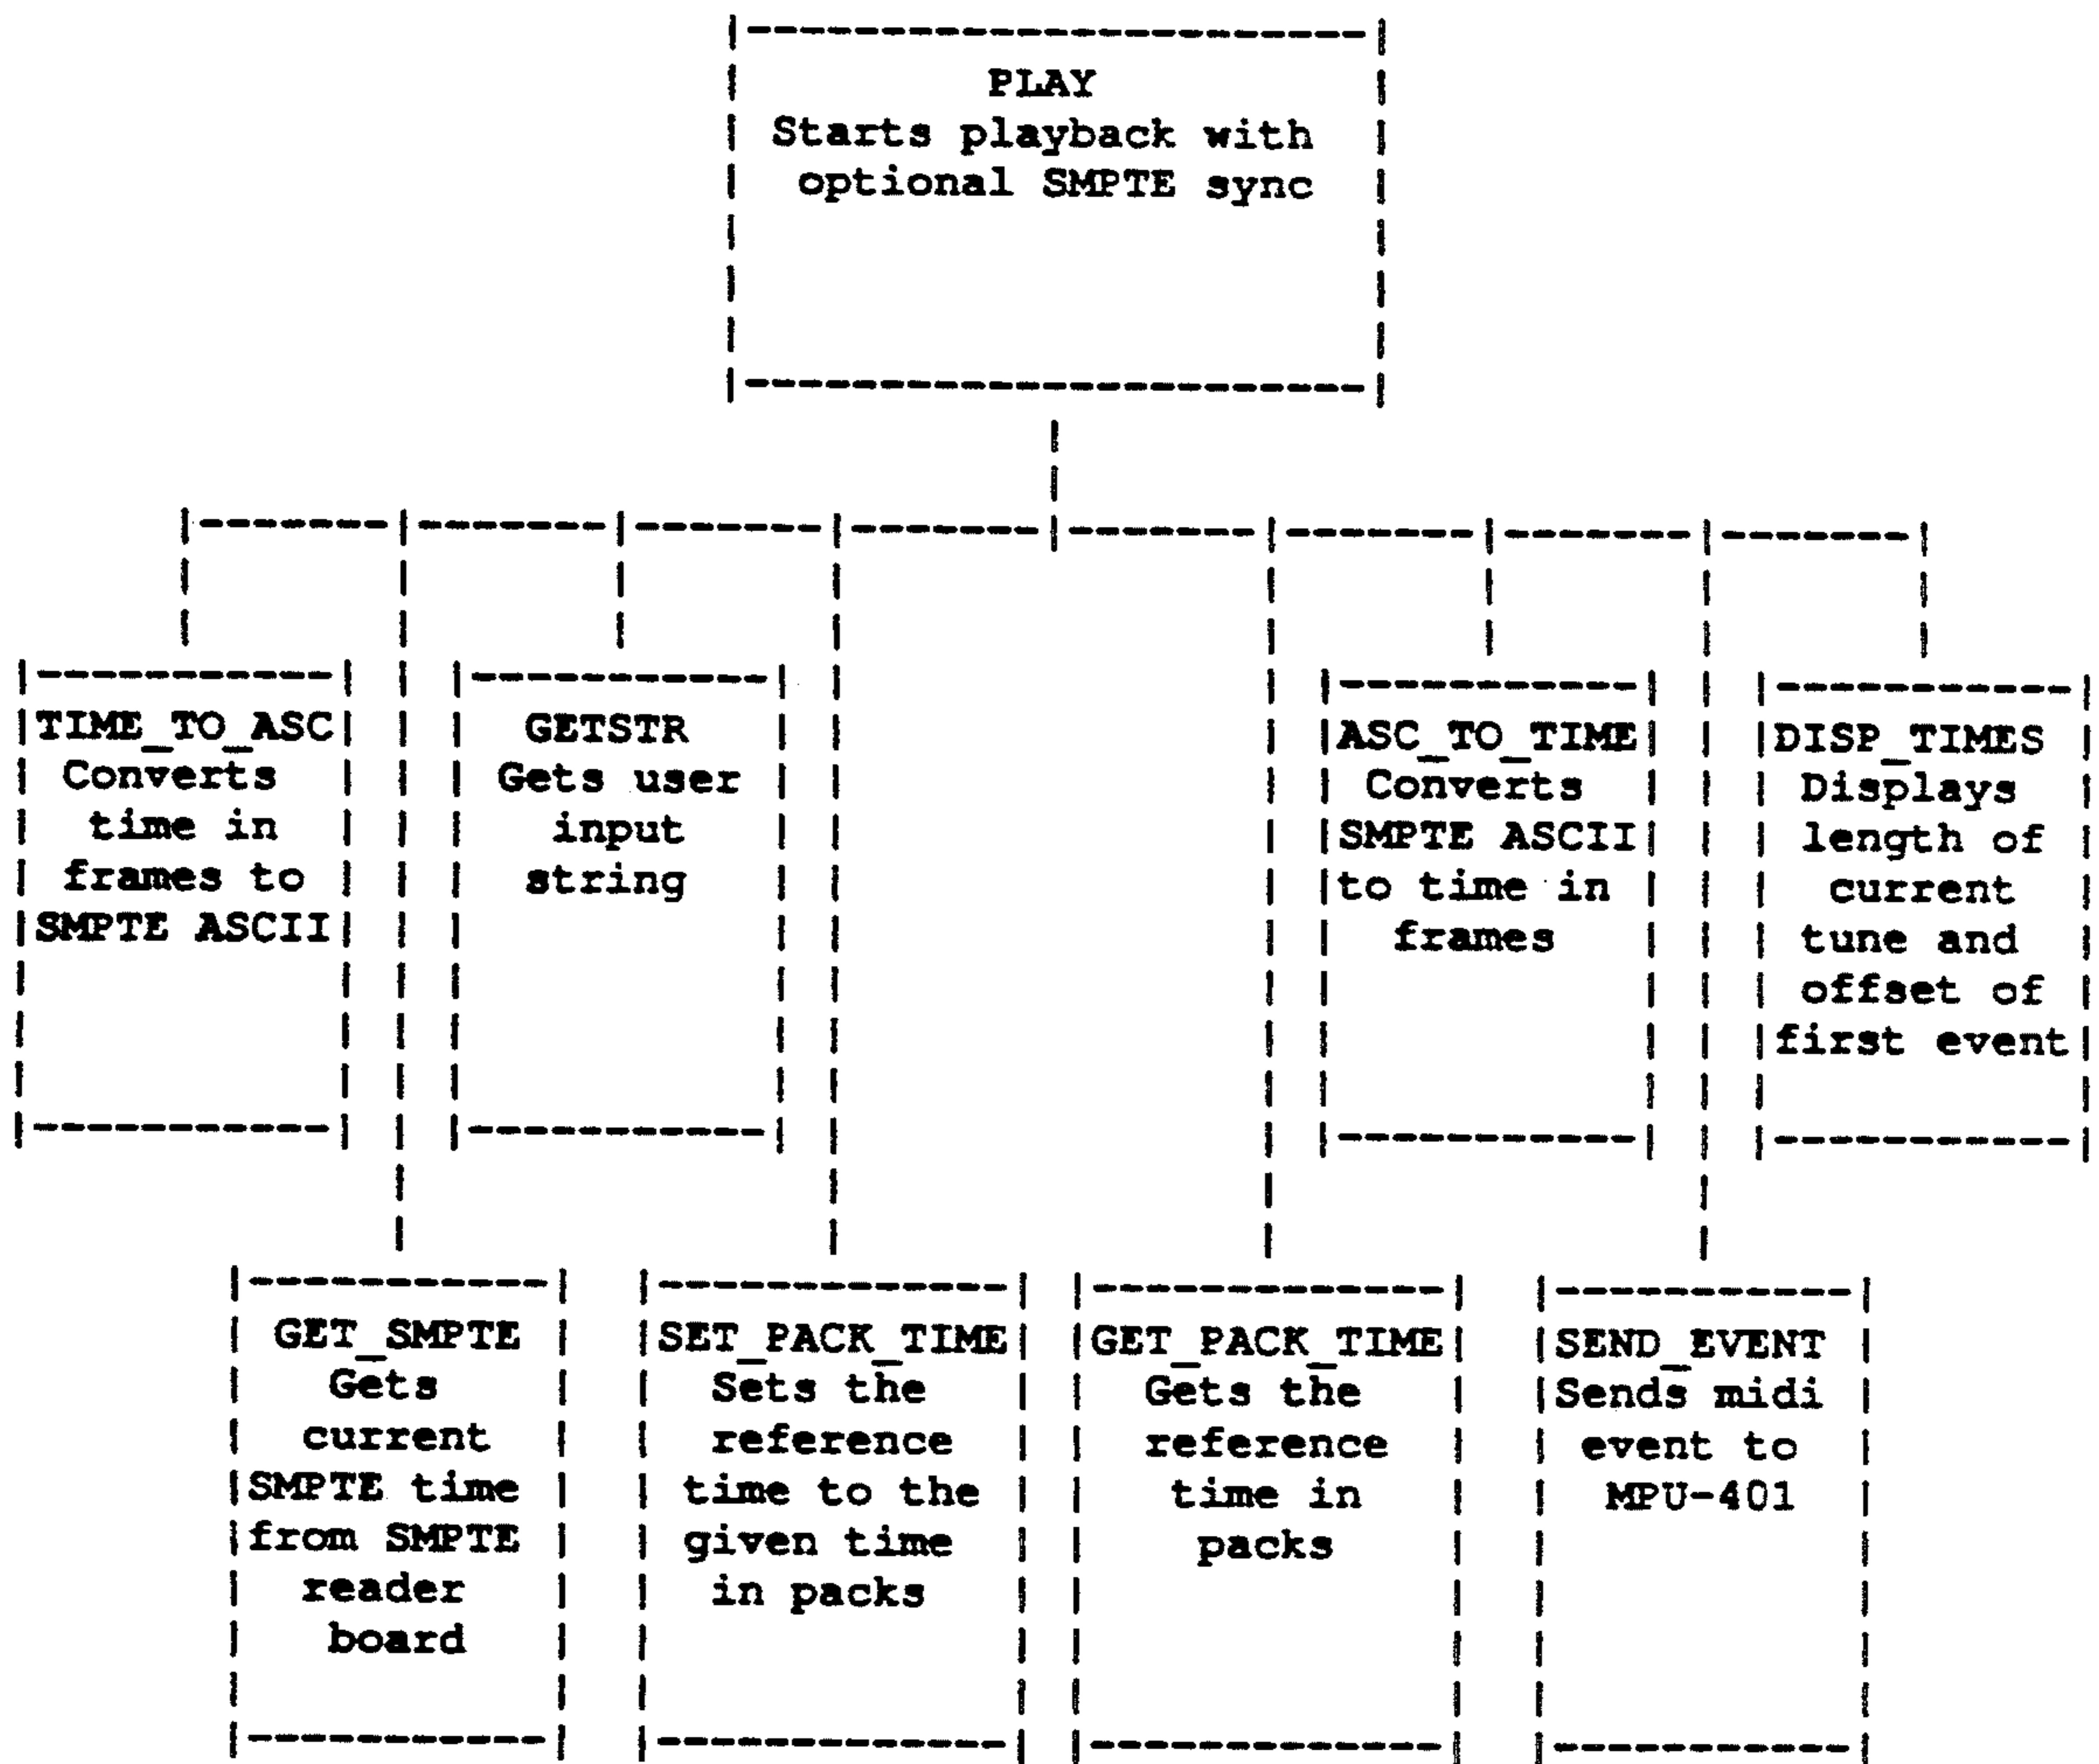 PLAY
Starts playback with
optional SMPTE sync
TIME_TO_ASC
Converts
time in
frames to
SMPTE ASCII
GETSTR
Gets user
input
string
ASC_TO_TIME
Converts
SMPTE ASCII
to time in
frames
DISP_TIMES
Displays
length of
current
tune and
offset of
first event
GET_SMPTE
Gets
current
SMPTE time
from SMPTE
reader
board
SET_PACK_TIME
Sets the
reference
time to the
given time
in packs
GET_PACK_TIME
Gets the
reference
time in
packs
SEND_EVENT
Sends midi
event to
MPU-401